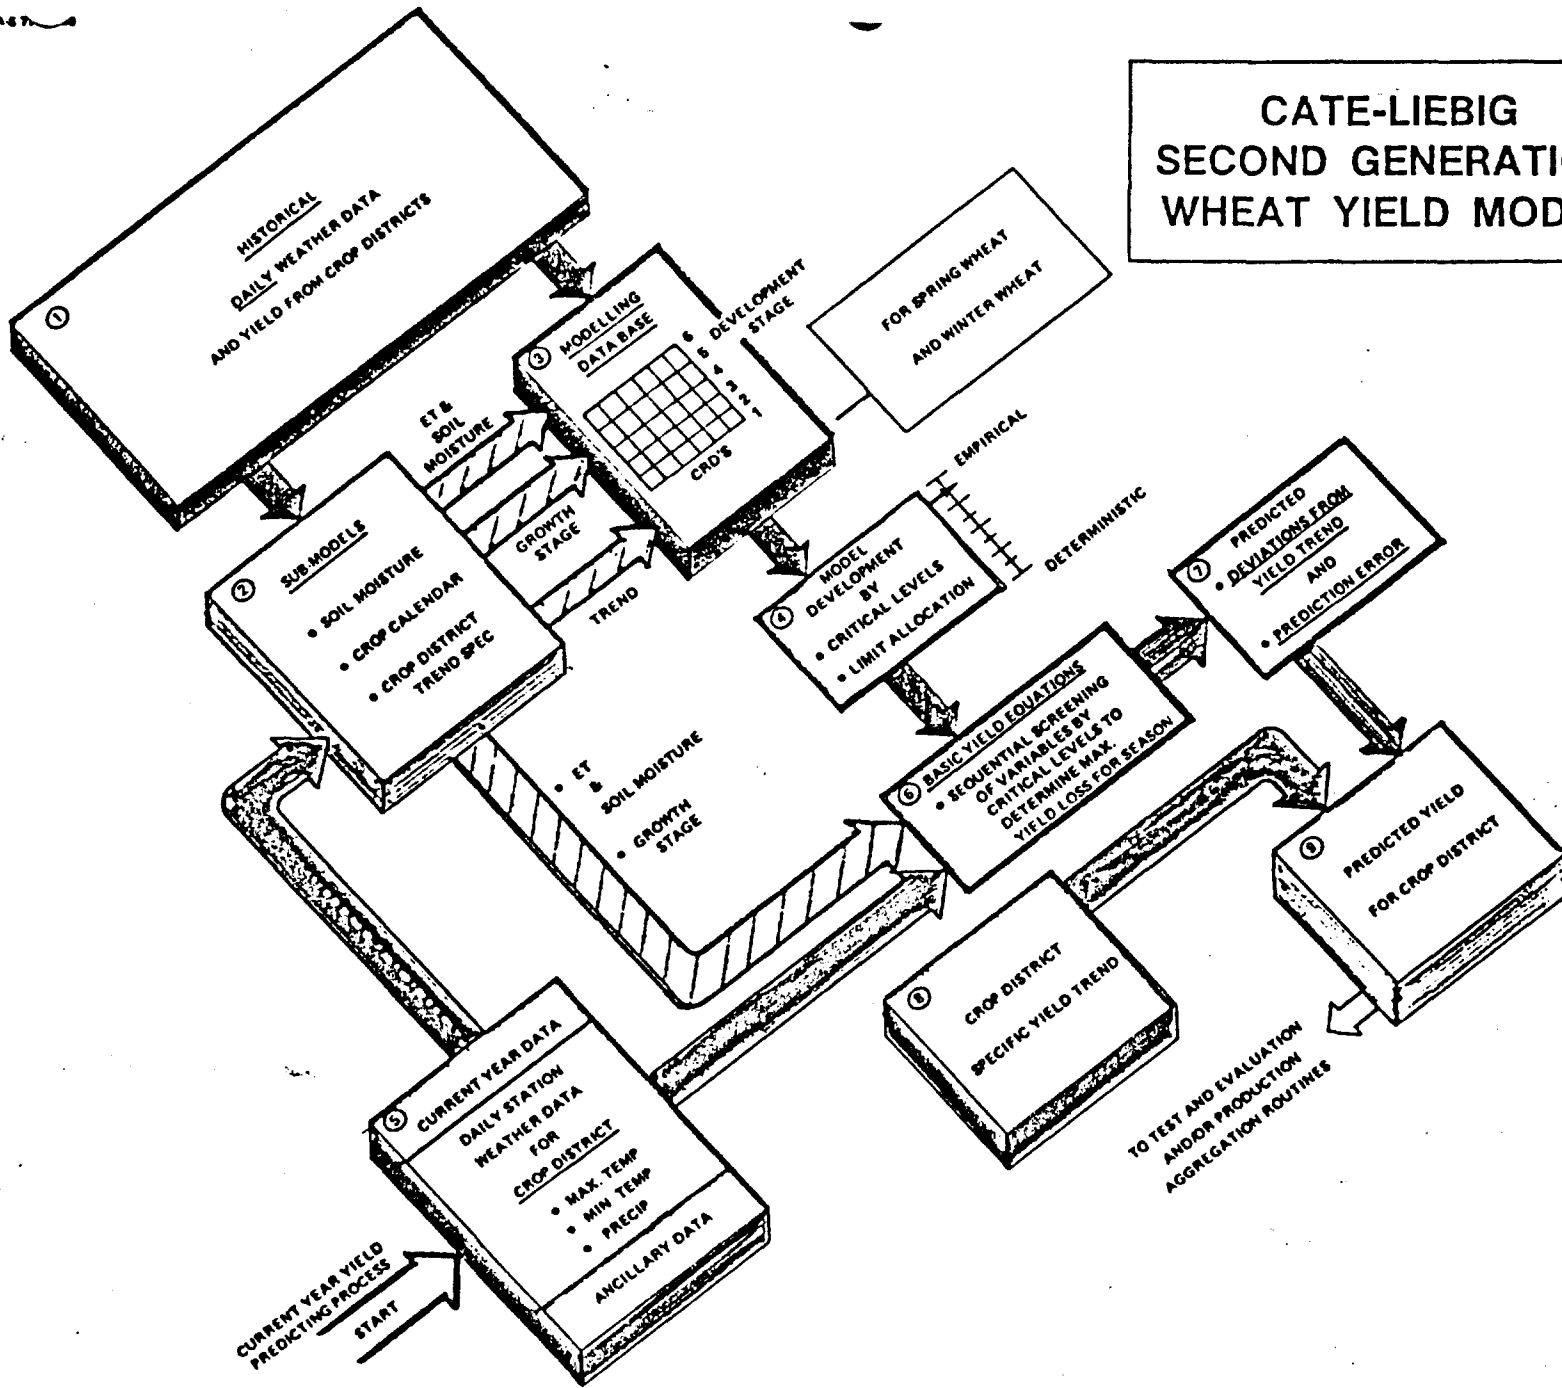 CATE-LIEBIG
SECOND GENERATI
WHEAT YIELD MOD
1
HISTORICAL
DAILY WEATHER DATA
AND YIELD FROM CROP DISTRICTS
2
SUB-MODELS
• SOIL MOISTURE
• CROP CALENDAR
• CROP DISTRICT
TREND SPEC
ET &
SOIL
MOISTURE
GROWTH
STAGE
TREND
3
MODELLING
DATA BASE
6
5
4
3
2
1
DEVELOPMENT
STAGE
CRD'S
FOR SPRING WHEAT
AND WINTER WHEAT
EMPIRICAL
DETERMINISTIC
4
MODEL
DEVELOPMENT
BY
• CRITICAL LEVELS
• LIMIT ALLOCATION
5
CURRENT YEAR DATA
DAILY STATION
WEATHER DATA
FOR
CROP DISTRICT
• MAX. TEMP
• MIN TEMP
• PRECIP
ANCILLARY DATA
CURRENT YEAR YIELD
PREDICTING PROCESS
START
• ET
&
SOIL MOISTURE
• GROWTH
STAGE
6
BASIC YIELD EQUATIONS
• SEQUENTIAL SCREENING
OF VARIABLES BY
CRITICAL LEVELS TO
DETERMINE MAX.
YIELD LOSS FOR SEASON
7
PREDICTED
• DEVIATIONS FROM
YIELD TREND
AND
• PREDICTION ERROR
8
CROP DISTRICT
SPECIFIC YIELD TREND
9
PREDICTED YIELD
FOR CROP DISTRICT
TO TEST AND EVALUATION
AND/OR PRODUCTION
AGGREGATION ROUTINES